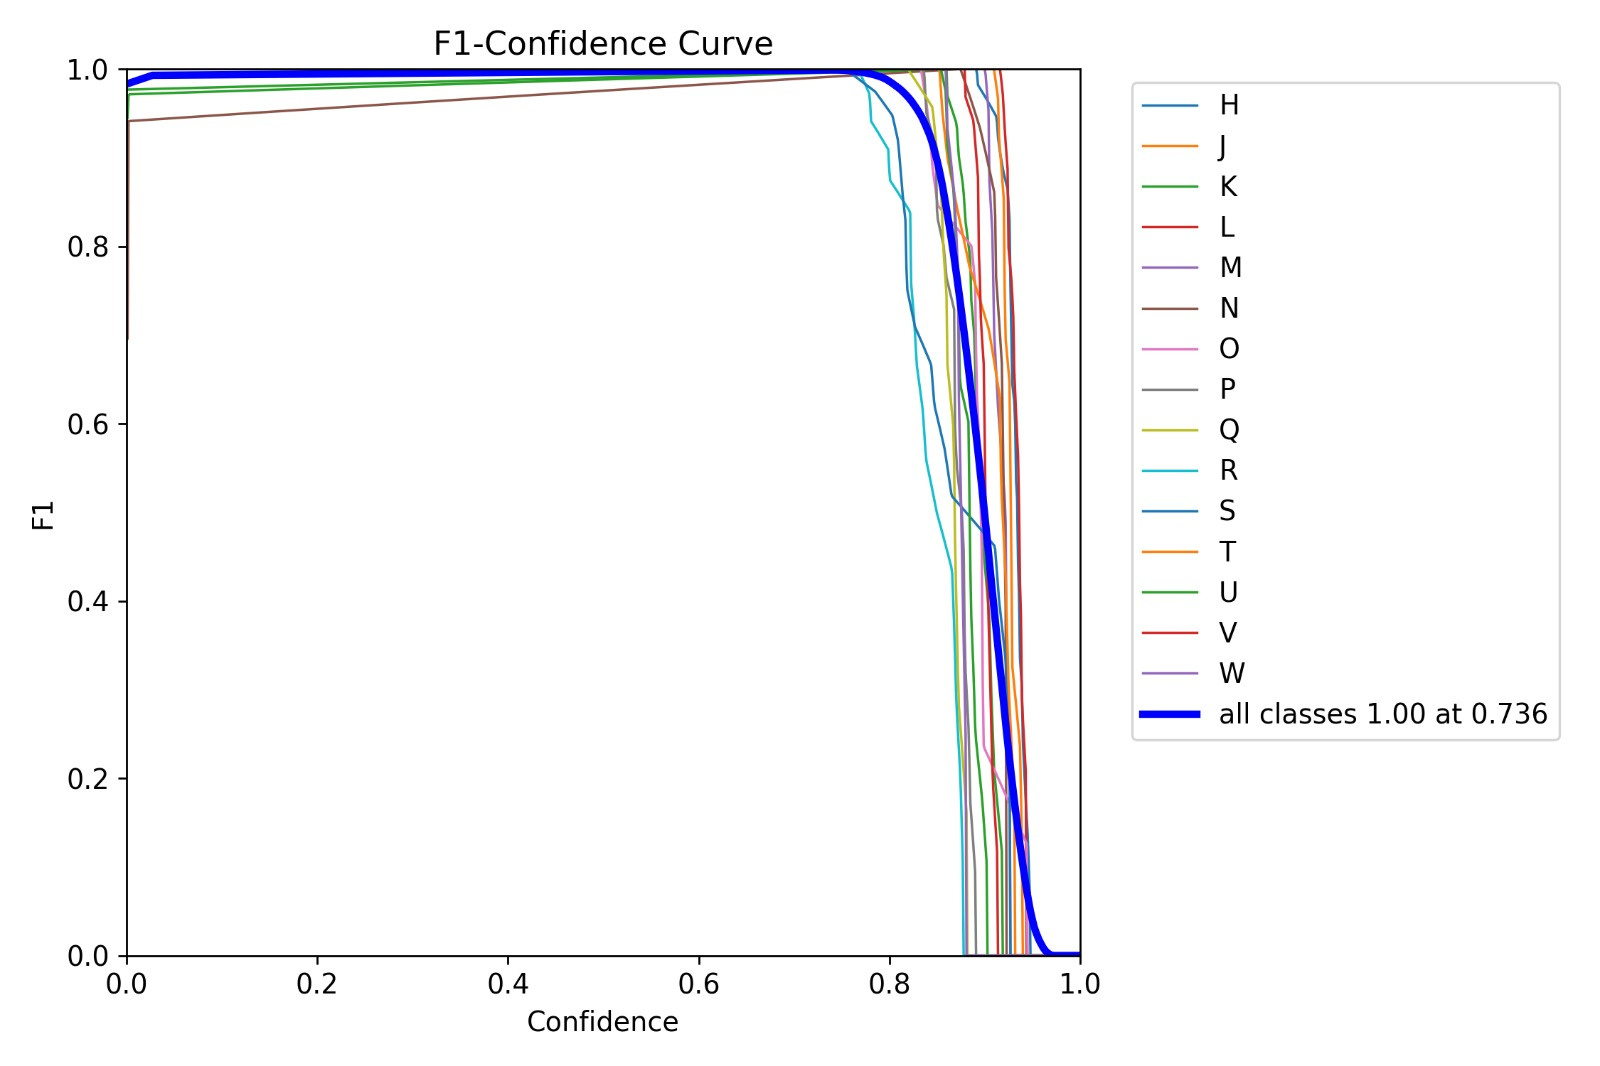 F1-Confidence Curve
1.0
0.8
0.6
0.4
0.2
0.0
F1
0.0 0.2 0.4 0.6 0.8 1.0
Confidence
H
J
K
L
M
N
O
P
Q
R
S
T
U
V
W
all classes 1.00 at 0.736